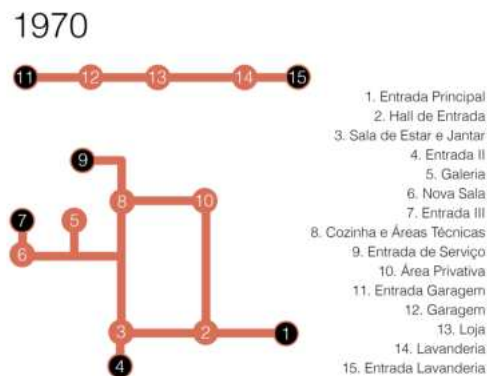 1970
11 12 13 14 15
1. Entrada Principal
2. Hall de Entrada
3. Sala de Estar e Jantar
4. Entrada II
5. Galeria
6. Nova Sala
7. Entrada III
8. Cozinha e Áreas Técnicas
9. Entrada de Serviço
10. Área Privativa
11. Entrada Garagem
12. Garagem
13. Loja
14. Lavanderia
15. Entrada Lavanderia
9
8 10
7 5
6
3 2 1
4